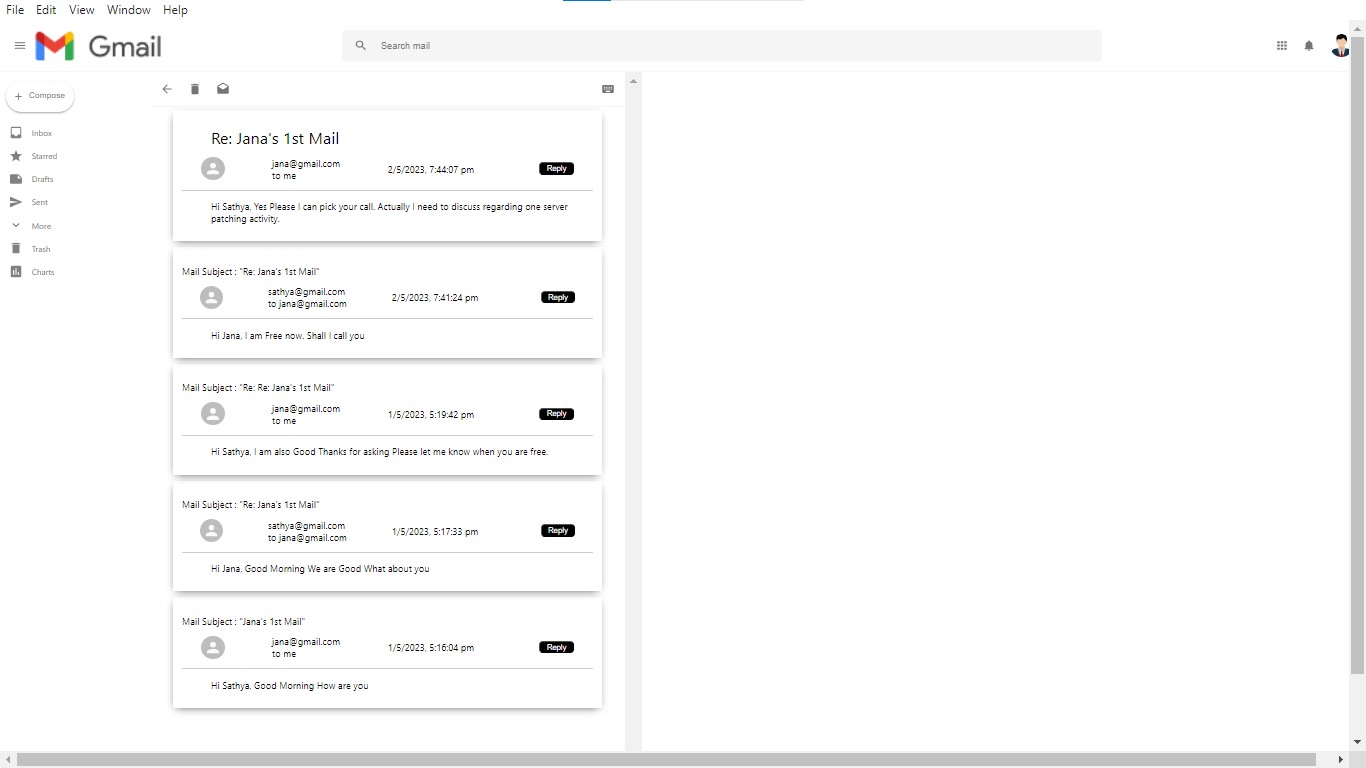 File Edit View Window Help
Gmail
Search mail
Compose
Inbox
Starred
Drafts
Sent
More
Trash
Charts
Re: Jana's 1st Mail
jana@gmail.com
to me
2/5/2023, 7:44:07 pm
Reply
Hi Sathya, Yes Please I can pick your call. Actually I need to discuss regarding one server
patching activity.
Mail Subject : "Re: Jana's 1st Mail"
sathya@gmail.com
to jana@gmail.com
2/5/2023, 7:41:24 pm
Reply
Hi Jana, I am Free now. Shall I call you
Mail Subject : "Re: Re: Jana's 1st Mail"
jana@gmail.com
to me
1/5/2023, 5:19:42 pm
Reply
Hi Sathya, I am also Good Thanks for asking Please let me know when you are free.
Mail Subject : "Re: Jana's 1st Mail"
sathya@gmail.com
to jana@gmail.com
1/5/2023, 5:17:33 pm
Reply
Hi Jana, Good Morning We are Good What about you
Mail Subject : "Jana's 1st Mail"
jana@gmail.com
to me
1/5/2023, 5:16:04 pm
Reply
Hi Sathya, Good Morning How are you